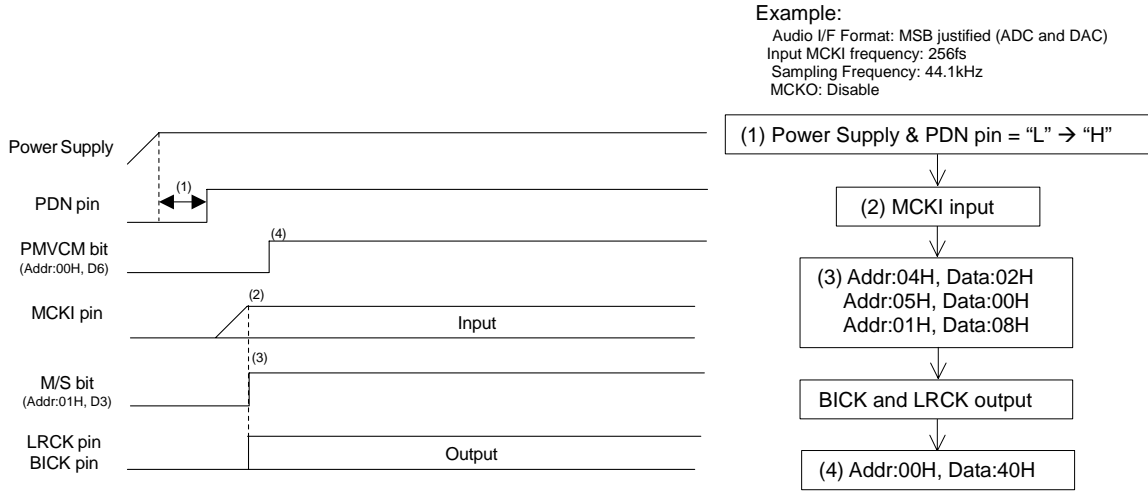 Example:
Audio I/F Format: MSB justified (ADC and DAC)
Input MCKI frequency: 256fs
Sampling Frequency: 44.1kHz
MCKO: Disable
Power Supply
(1)
PDN pin
PMVCM bit
(Addr:00H, D6)
(4)
MCKI pin
(2)
Input
M/S bit
(Addr:01H, D3)
(3)
LRCK pin
BICK pin
Output
(1) Power Supply & PDN pin = “L” → “H”
(2) MCKI input
(3) Addr:04H, Data:02H
Addr:05H, Data:00H
Addr:01H, Data:08H
BICK and LRCK output
(4) Addr:00H, Data:40H